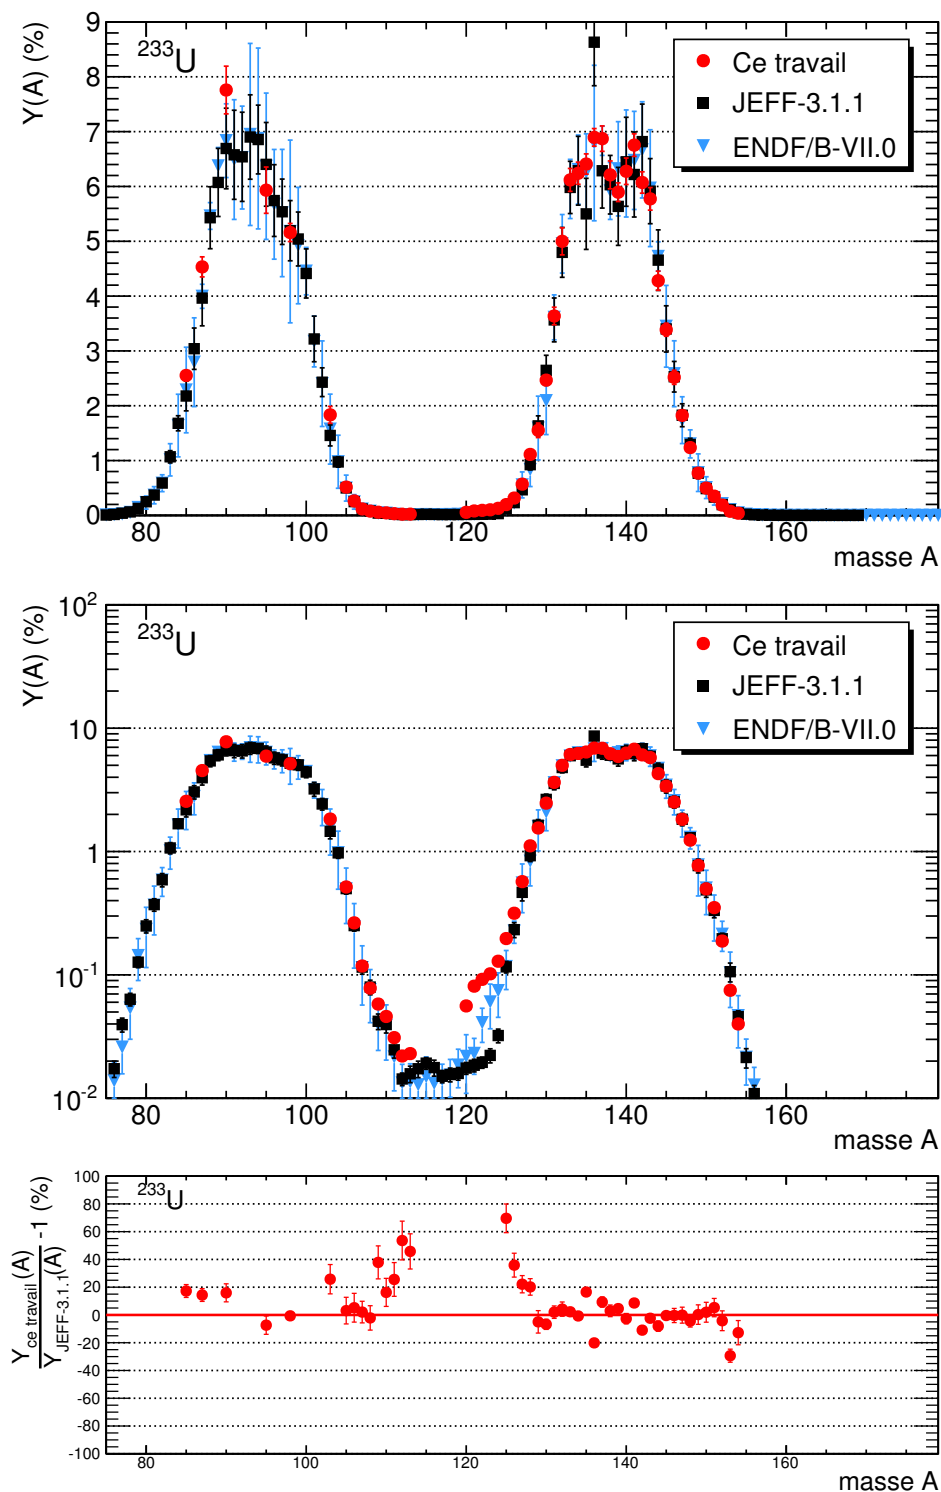 Y(A) (%)
9
8
7
6
5
4
3
2
1
0
²³³U
Ce travail
JEFF-3.1.1
ENDF/B-VII.0
80
100
120
140
160
masse A
Y(A) (%)
10²
10
1
10⁻¹
10⁻²
²³³U
Ce travail
JEFF-3.1.1
ENDF/B-VII.0
80
100
120
140
160
masse A
Y_ce travail(A)
Y_JEFF-3.1.1(A)
-1 (%)
100
80
60
40
20
0
-20
-40
-60
-80
-100
²³³U
80
100
120
140
160
masse A